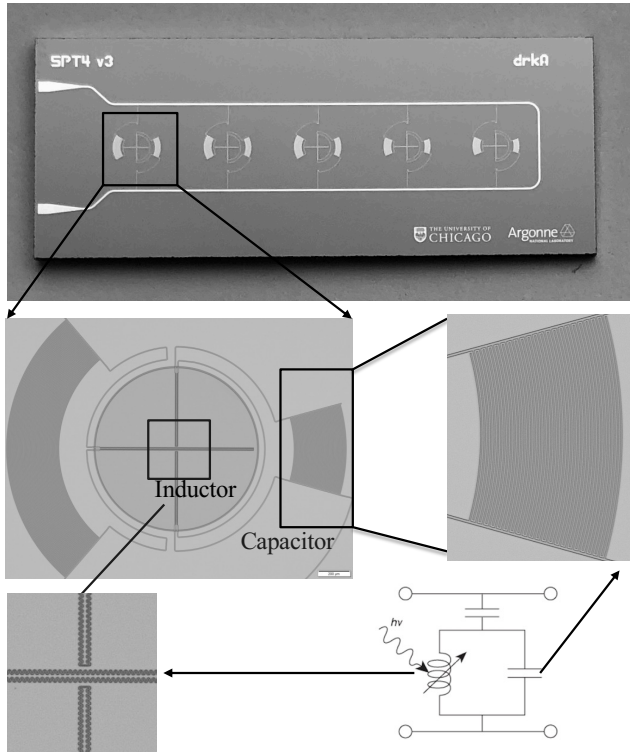 SPT4 v3
drkA
THE UNIVERSITY OF
CHICAGO
Argonne
NATIONAL LABORATORY
Inductor
Capacitor
hν